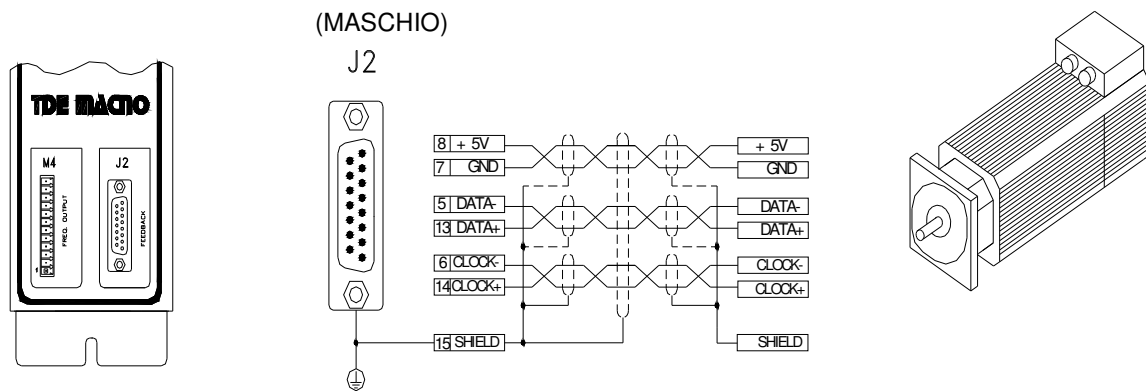 (MASCHIO)
J2
TDE MACNO
M4
J2
FREQ. OUTPUT
FEEDBACK
1
8 + 5V
7 GND
5 DATA-
13 DATA+
6 CLOCK-
14 CLOCK+
15 SHIELD
+ 5V
GND
DATA-
DATA+
CLOCK-
CLOCK+
SHIELD